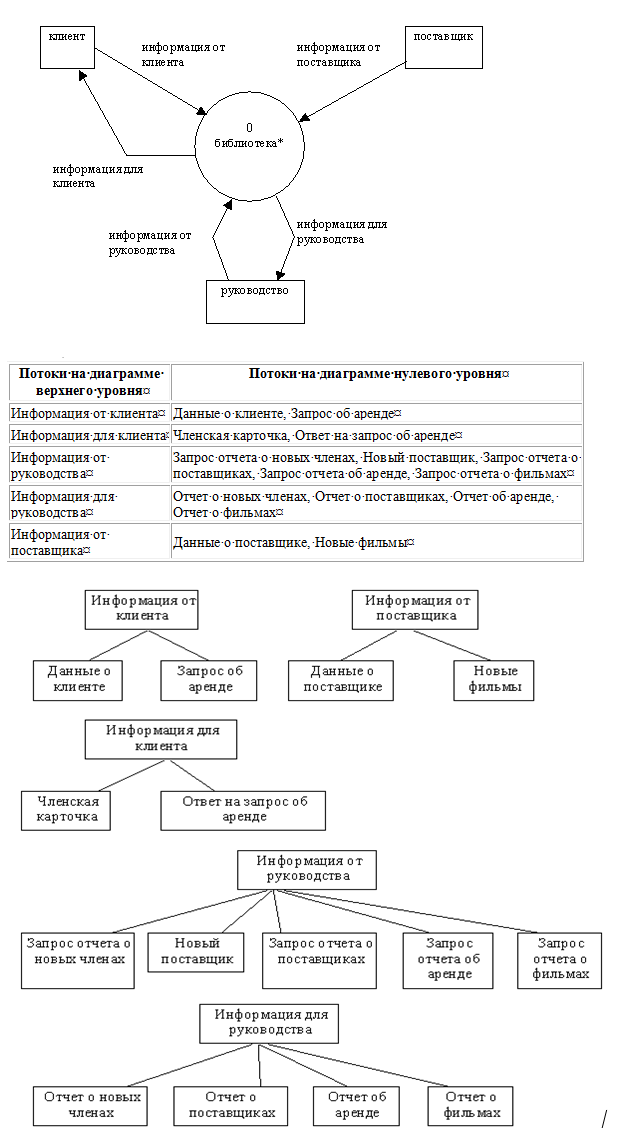 клиент
поставщик
информация от
клиента
информация от
поставщика
0
библиотека*
информация для
клиента
информация от
руководства
информация для
руководства
руководство
Потоки·на·диаграмме·
верхнего·уровня¤
Потоки·на·диаграмме·нулевого·уровня¤
Информация·от·клиента¤
Данные·о·клиенте,·Запрос·об·аренде¤
Информация·для·клиента¤
Членская·карточка,·Ответ·на·запрос·об·аренде¤
Информация·от·
руководства¤
Запрос·отчета·о·новых·членах,·Новый·поставщик,·Запрос·отчета·о·
поставщиках,·Запрос·отчета·об·аренде,·Запрос·отчета·о·фильмах¤
Информация·для·
руководства¤
Отчет·о·новых·членах,·Отчет·о·поставщиках,·Отчет·об·аренде,·
Отчет·о·фильмах¤
Информация·от·
поставщика¤
Данные·о·поставщике,·Новые·фильмы¤
Информация от
клиента
Информация от
поставщика
Данные о
клиенте
Запрос об
аренде
Данные о
поставщике
Новые
фильмы
Информация для
клиента
Членская
карточка
Ответ на запрос об
аренде
Информация от
руководства
Запрос отчета о
новых членах
Новый
поставщик
Запрос отчета о
поставщиках
Запрос
отчета об
аренде
Запрос
отчета о
фильмах
Информация для
руководства
Отчет о новых
членах
Отчет о
поставщиках
Отчет об
аренде
Отчет о
фильмах
/